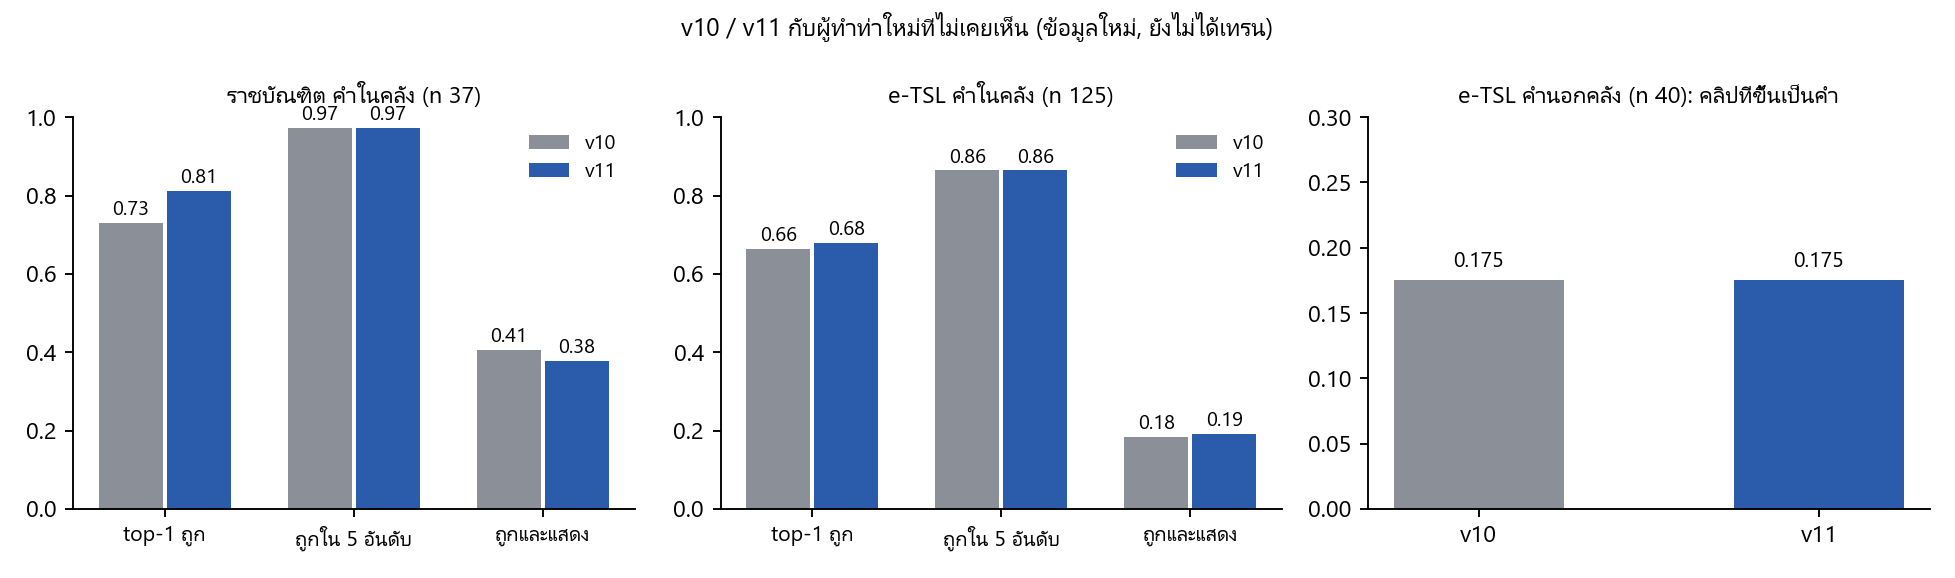 v10 / v11 กับผู้ทำท่าใหม่ที่ไม่เคยเห็น (ข้อมูลใหม่, ยังไม่ได้เทรน)
ราชบัณฑิต คำในคลัง (n 37)
1.0
0.8
0.6
0.4
0.2
0.0
0.73
0.81
0.97
0.97
0.41
0.38
v10
v11
top-1 ถูก
ถูกใน 5 อันดับ
ถูกและแสดง
e-TSL คำในคลัง (n 125)
1.0
0.8
0.6
0.4
0.2
0.0
0.66
0.68
0.86
0.86
0.18
0.19
v10
v11
top-1 ถูก
ถูกใน 5 อันดับ
ถูกและแสดง
e-TSL คำนอกคลัง (n 40): คลิปที่ขึ้นเป็นคำ
0.30
0.25
0.20
0.15
0.10
0.05
0.00
0.175
0.175
v10
v11